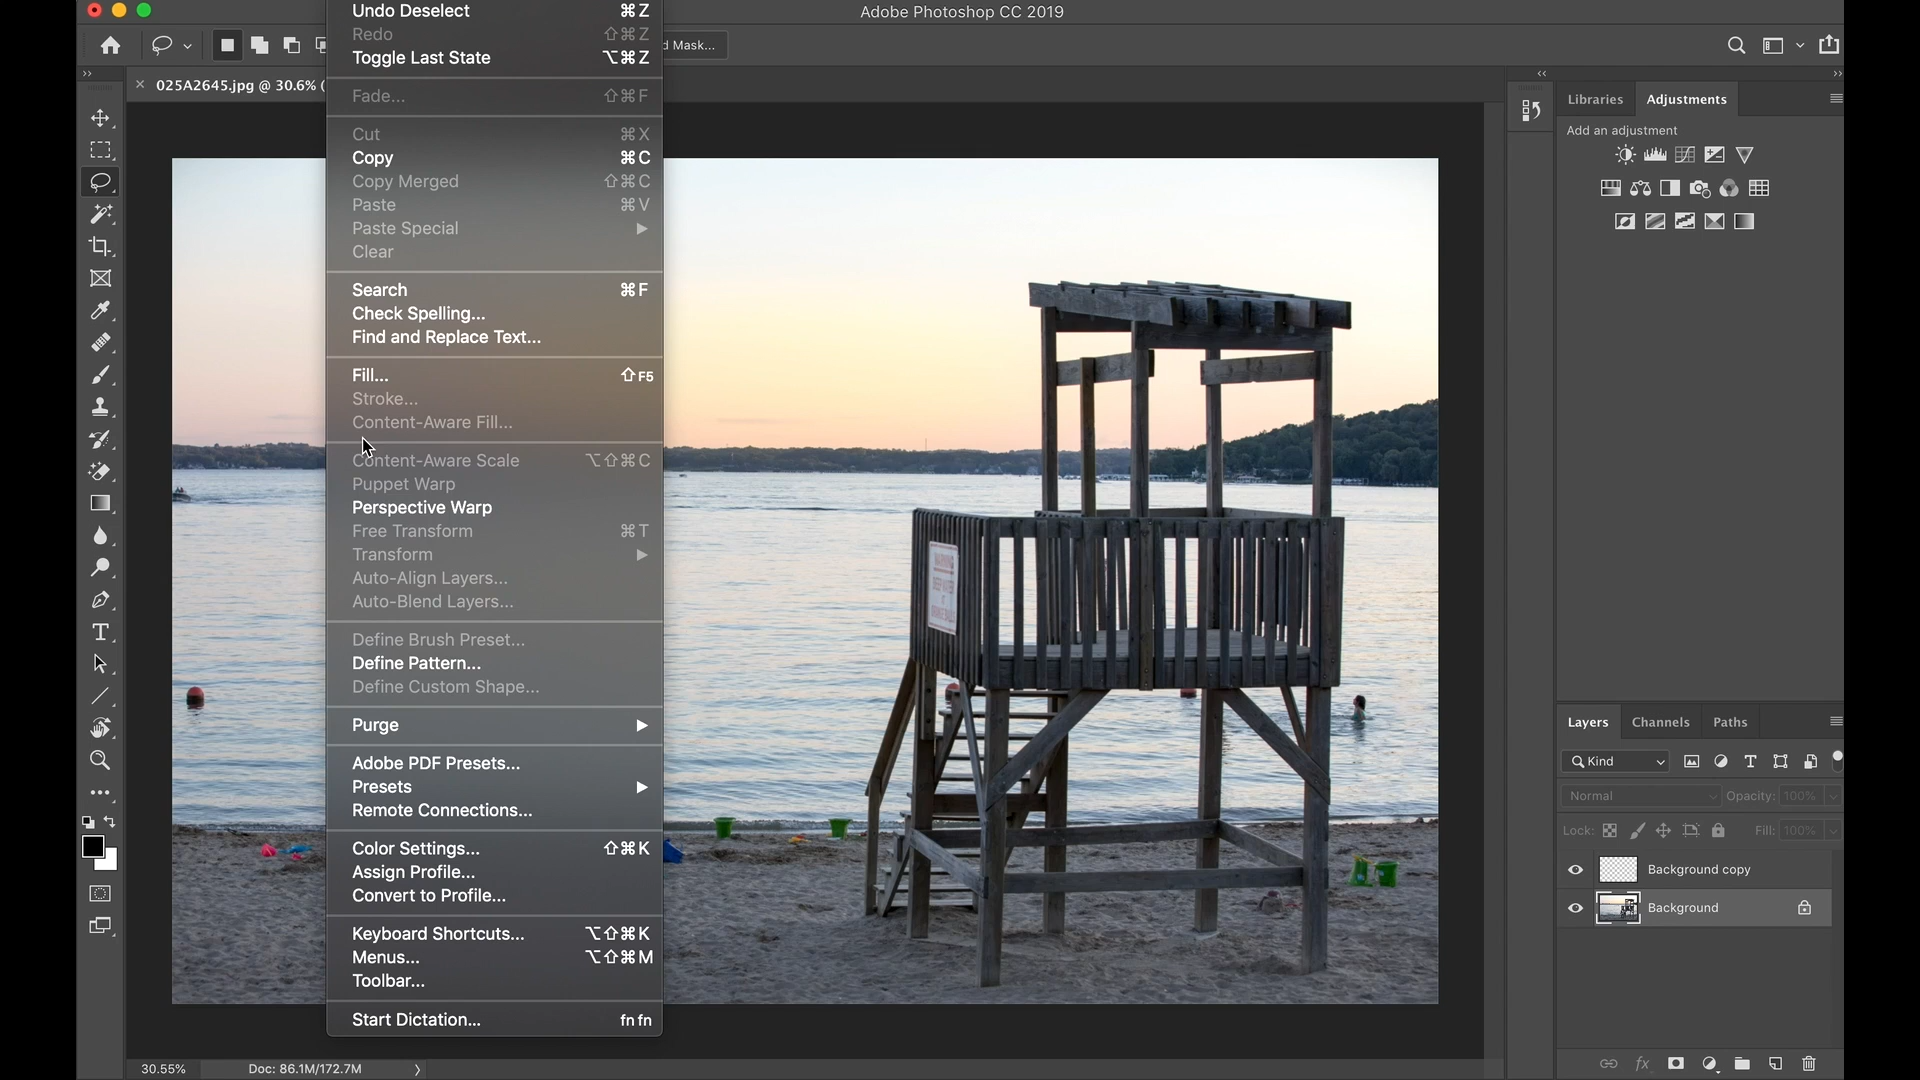 Adobe Photoshop CC 2019
Undo Deselect ⌘Z
Redo ⇧⌘Z
Toggle Last State ⌥⌘Z
d Mask...
025A2645.jpg @ 30.6% (
Fade... ⇧⌘F
Cut ⌘X
Copy ⌘C
Copy Merged ⇧⌘C
Paste ⌘V
Paste Special
Clear
Search ⌘F
Check Spelling...
Find and Replace Text...
Fill... ⇧F5
Stroke...
Content-Aware Fill...
Content-Aware Scale ⌥⇧⌘C
Puppet Warp
Perspective Warp
Free Transform ⌘T
Transform
Auto-Align Layers...
Auto-Blend Layers...
Define Brush Preset...
Define Pattern...
Define Custom Shape...
Purge
Adobe PDF Presets...
Presets
Remote Connections...
Color Settings... ⇧⌘K
Assign Profile...
Convert to Profile...
Keyboard Shortcuts... ⌥⇧⌘K
Menus... ⌥⇧⌘M
Toolbar...
Start Dictation... fn fn
WARNING
30.55% Doc: 86.1M/172.7M
Libraries Adjustments
Add an adjustment
Layers Channels Paths
Kind
Normal Opacity: 100%
Lock: Fill: 100%
Background copy
Background